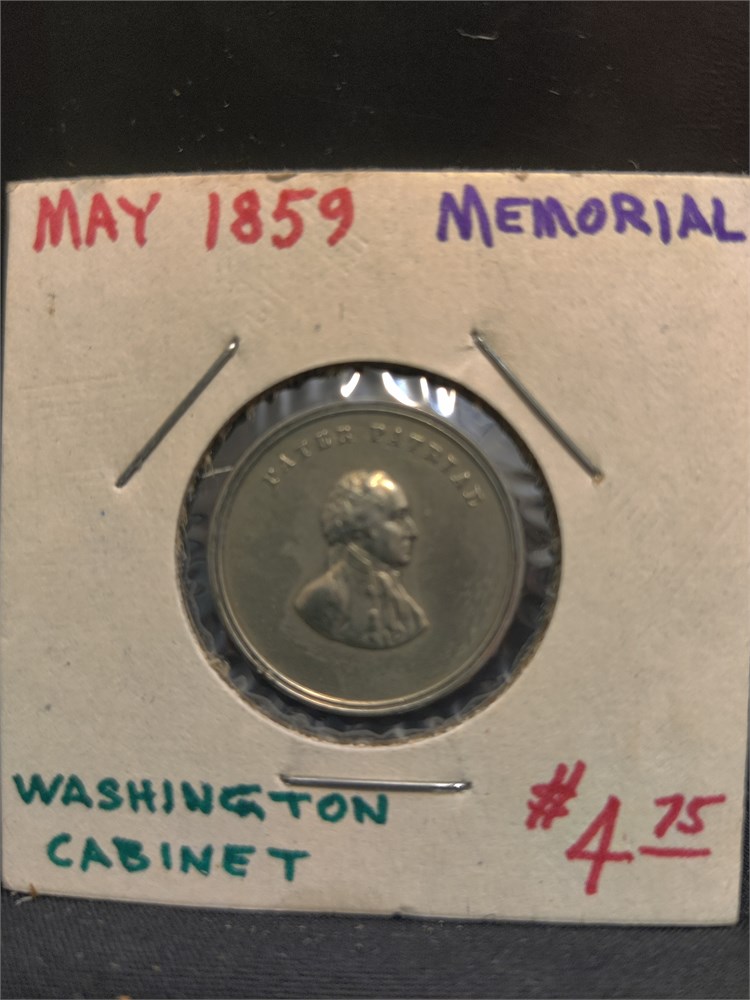 MAY 1859 MEMORIAL
PATER PATRIAE
WASHINGTON
CABINET
#4 75